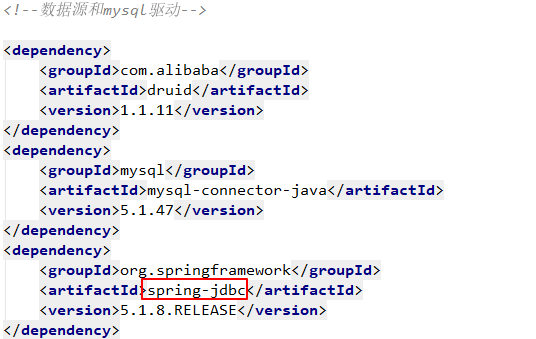 <!--数据源和mysql驱动-->
<dependency>
<groupId>com.alibaba</groupId>
<artifactId>druid</artifactId>
<version>1.1.11</version>
</dependency>
<dependency>
<groupId>mysql</groupId>
<artifactId>mysql-connector-java</artifactId>
<version>5.1.47</version>
</dependency>
<dependency>
<groupId>org.springframework</groupId>
<artifactId>spring-jdbc</artifactId>
<version>5.1.8.RELEASE</version>
</dependency>